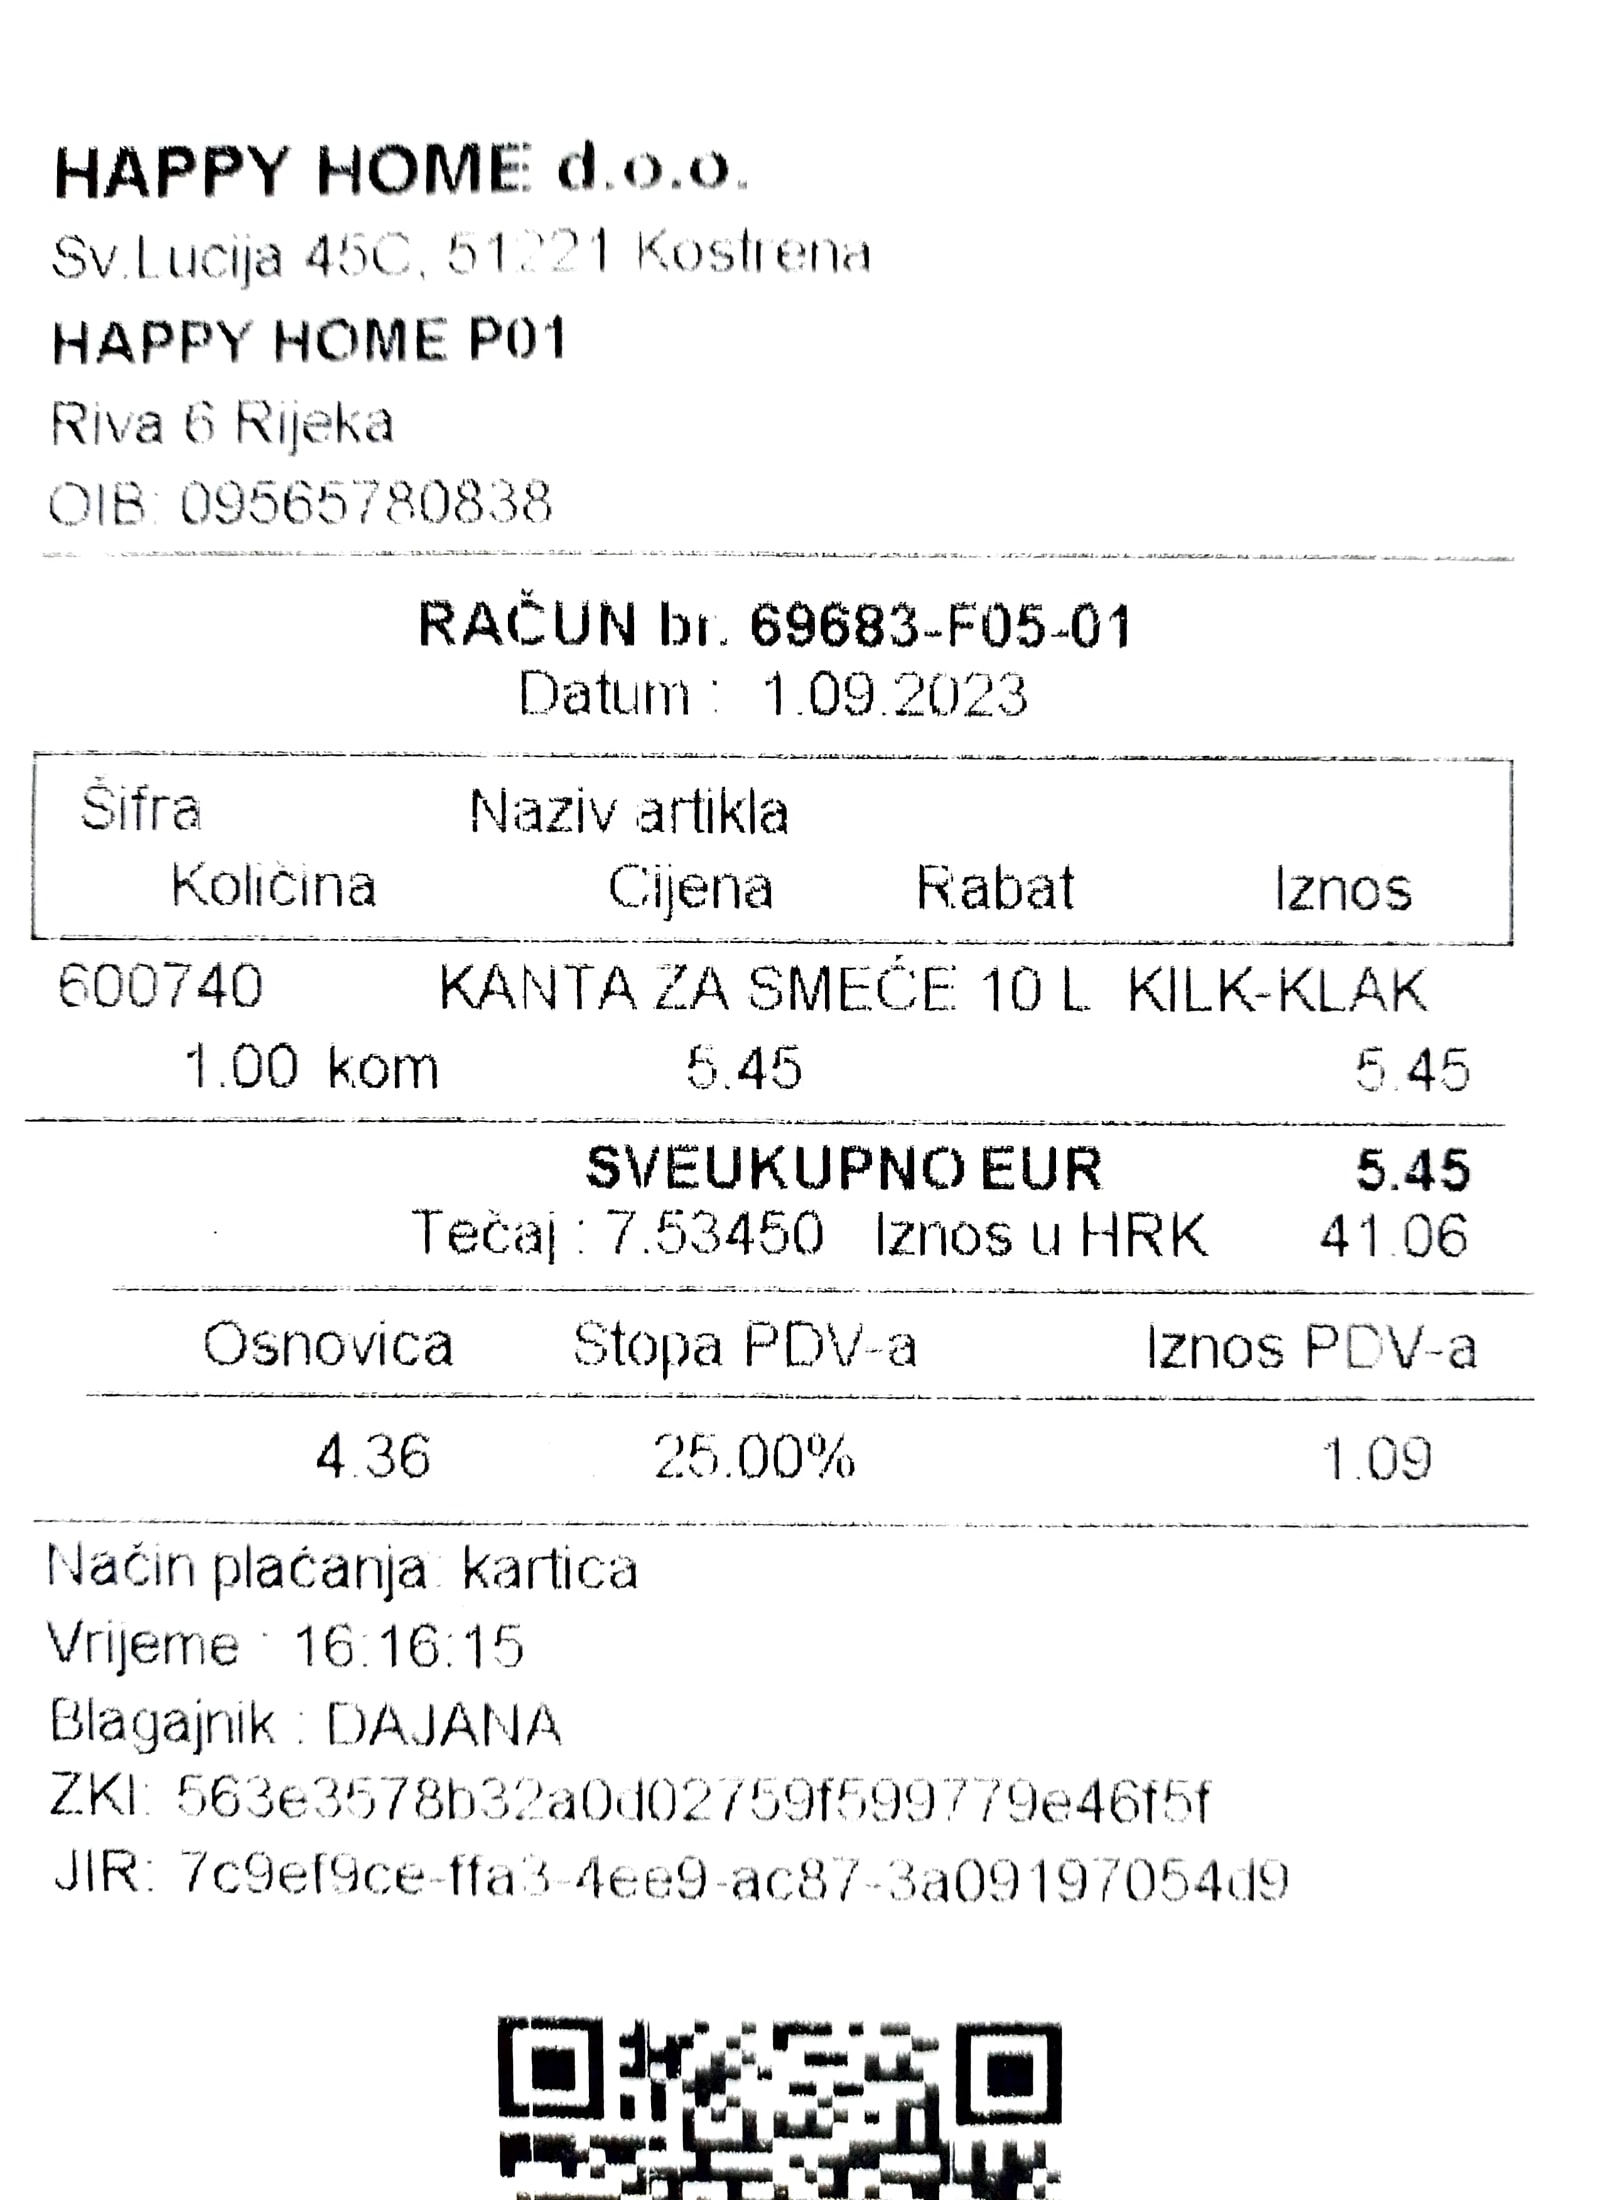 HAPPY HOME d.o.o.
Sv.Lucija 45C, 51221 Kostrena
HAPPY HOME P01
Riva 6 Rijeka
OIB: 09565780838
RAČUN br. 69683-F05-01
Datum : 1.09.2023
Šifra Naziv artikla
Količina Cijena Rabat Iznos
600740 KANTA ZA SMEĆE 10 L KILK-KLAK
1.00 kom 5.45 5.45
SVEUKUPNO EUR 5.45
Tečaj : 7.53450 Iznos u HRK 41.06
Osnovica Stopa PDV-a Iznos PDV-a
4.36 25.00% 1.09
Način plaćanja: kartica
Vrijeme : 16:16:15
Blagajnik : DAJANA
ZKI: 563e3578b32a0d02759f599779e46f5f
JIR: 7c9ef9ce-ffa3-4ee9-ac87-3a09197054d9